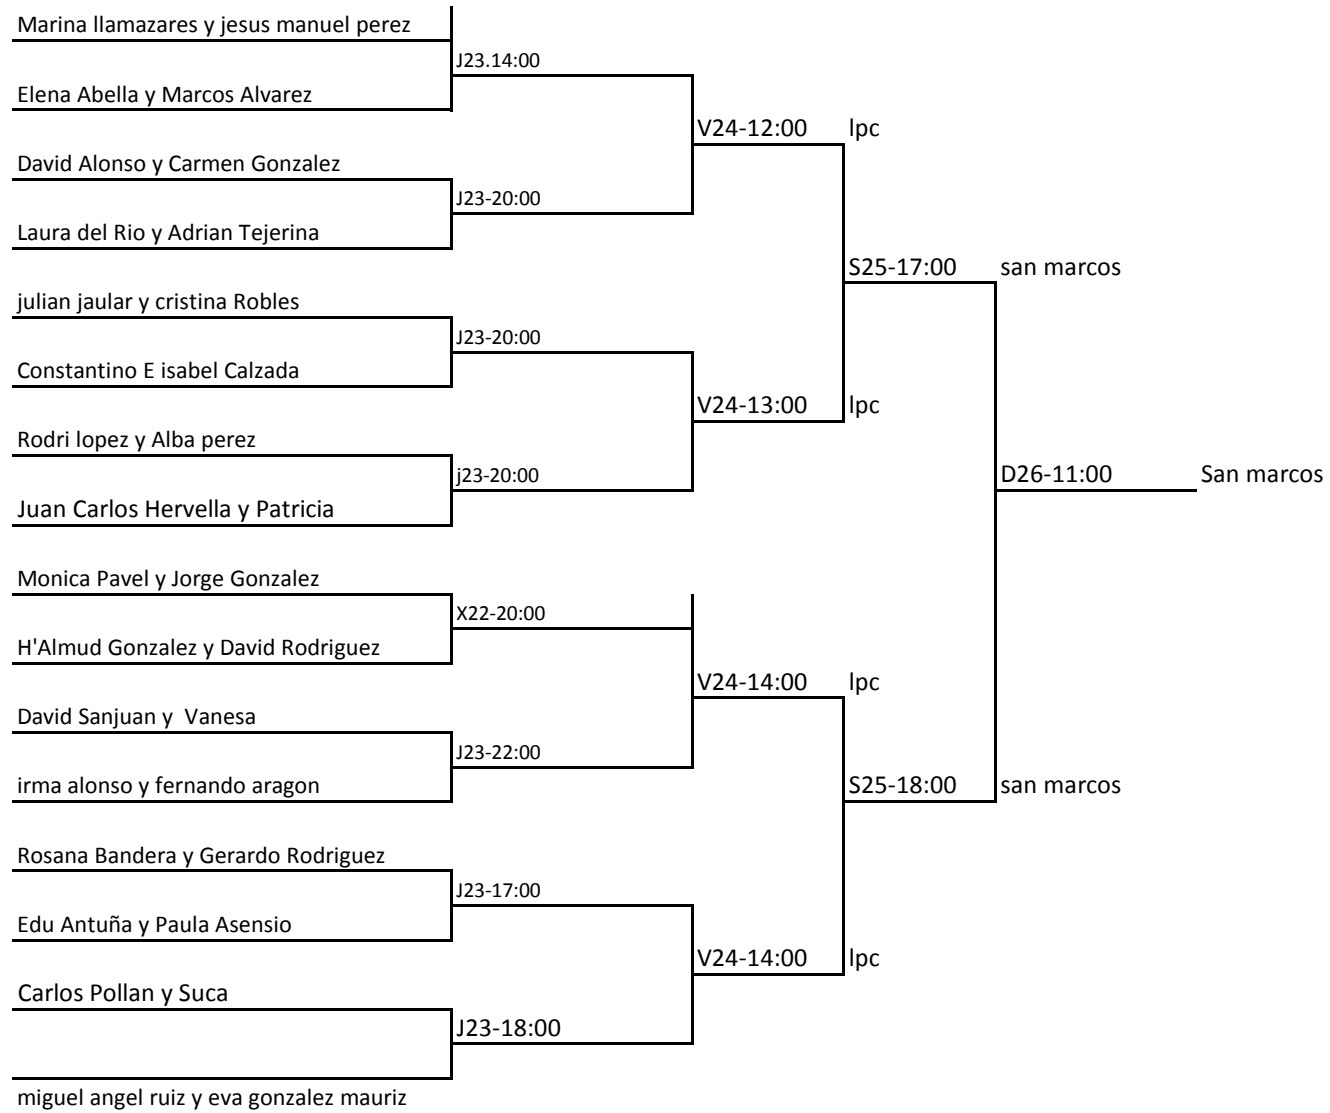 Marina llamazares y jesus manuel perez
J23.14:00
Elena Abella y Marcos Alvarez
V24-12:00 lpc
David Alonso y Carmen Gonzalez
J23-20:00
Laura del Rio y Adrian Tejerina
S25-17:00 san marcos
julian jaular y cristina Robles
J23-20:00
Constantino E isabel Calzada
V24-13:00 lpc
Rodri lopez y Alba perez
j23-20:00
D26-11:00 San marcos
Juan Carlos Hervella y Patricia
Monica Pavel y Jorge Gonzalez
X22-20:00
H'Almud Gonzalez y David Rodriguez
V24-14:00 lpc
David Sanjuan y  Vanesa
J23-22:00
irma alonso y fernando aragon
S25-18:00 san marcos
Rosana Bandera y Gerardo Rodriguez
J23-17:00
Edu Antuña y Paula Asensio
V24-14:00 lpc
Carlos Pollan y Suca
J23-18:00
miguel angel ruiz y eva gonzalez mauriz